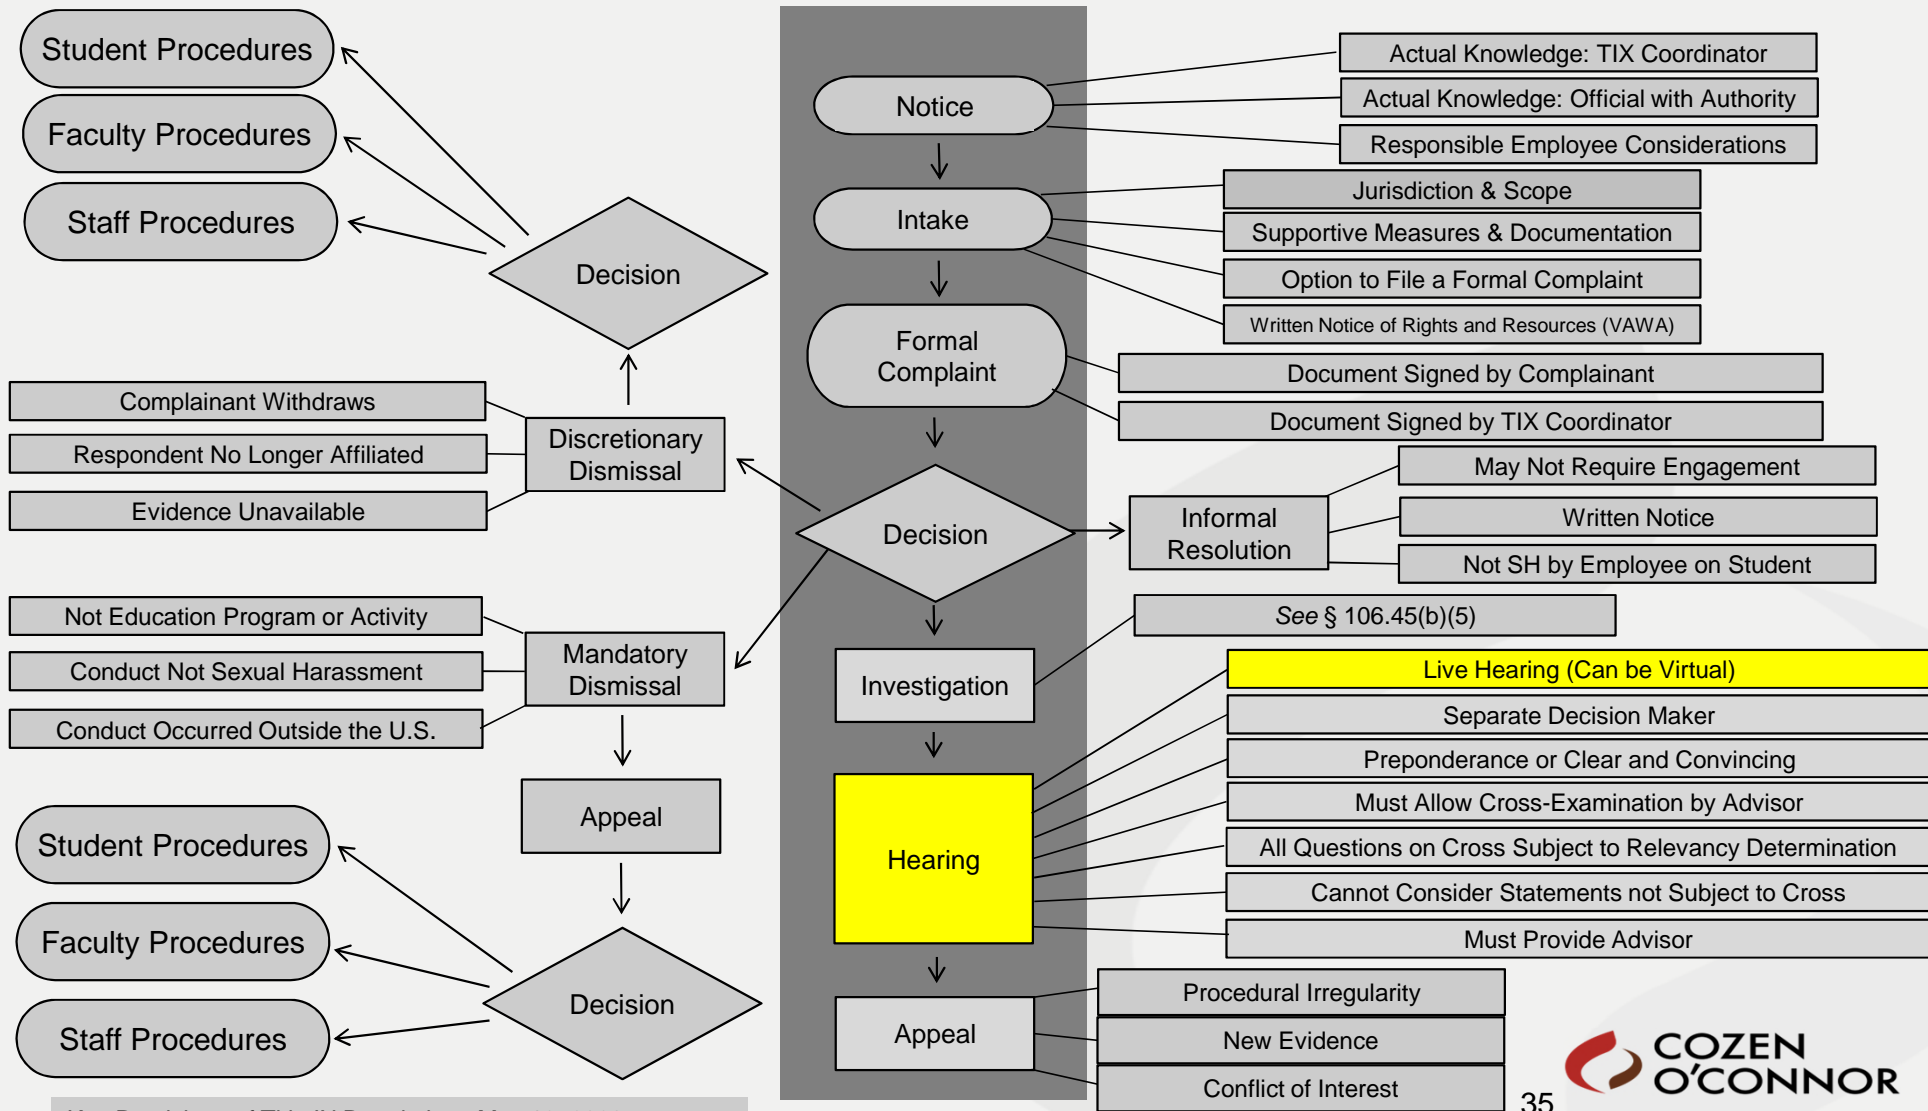 Student Procedures
Faculty Procedures
Staff Procedures
Decision
Complainant Withdraws
Respondent No Longer Affiliated
Evidence Unavailable
Discretionary
Dismissal
Not Education Program or Activity
Conduct Not Sexual Harassment
Conduct Occurred Outside the U.S.
Mandatory
Dismissal
Appeal
Student Procedures
Faculty Procedures
Staff Procedures
Decision
Notice
Actual Knowledge: TIX Coordinator
Actual Knowledge: Official with Authority
Responsible Employee Considerations
Intake
Jurisdiction & Scope
Supportive Measures & Documentation
Option to File a Formal Complaint
Written Notice of Rights and Resources (VAWA)
Formal
Complaint
Document Signed by Complainant
Document Signed by TIX Coordinator
Decision
Informal
Resolution
May Not Require Engagement
Written Notice
Not SH by Employee on Student
Investigation
See § 106.45(b)(5)
Hearing
Live Hearing (Can be Virtual)
Separate Decision Maker
Preponderance or Clear and Convincing
Must Allow Cross-Examination by Advisor
All Questions on Cross Subject to Relevancy Determination
Cannot Consider Statements not Subject to Cross
Must Provide Advisor
Appeal
Procedural Irregularity
New Evidence
Conflict of Interest
COZEN
O'CONNOR
35